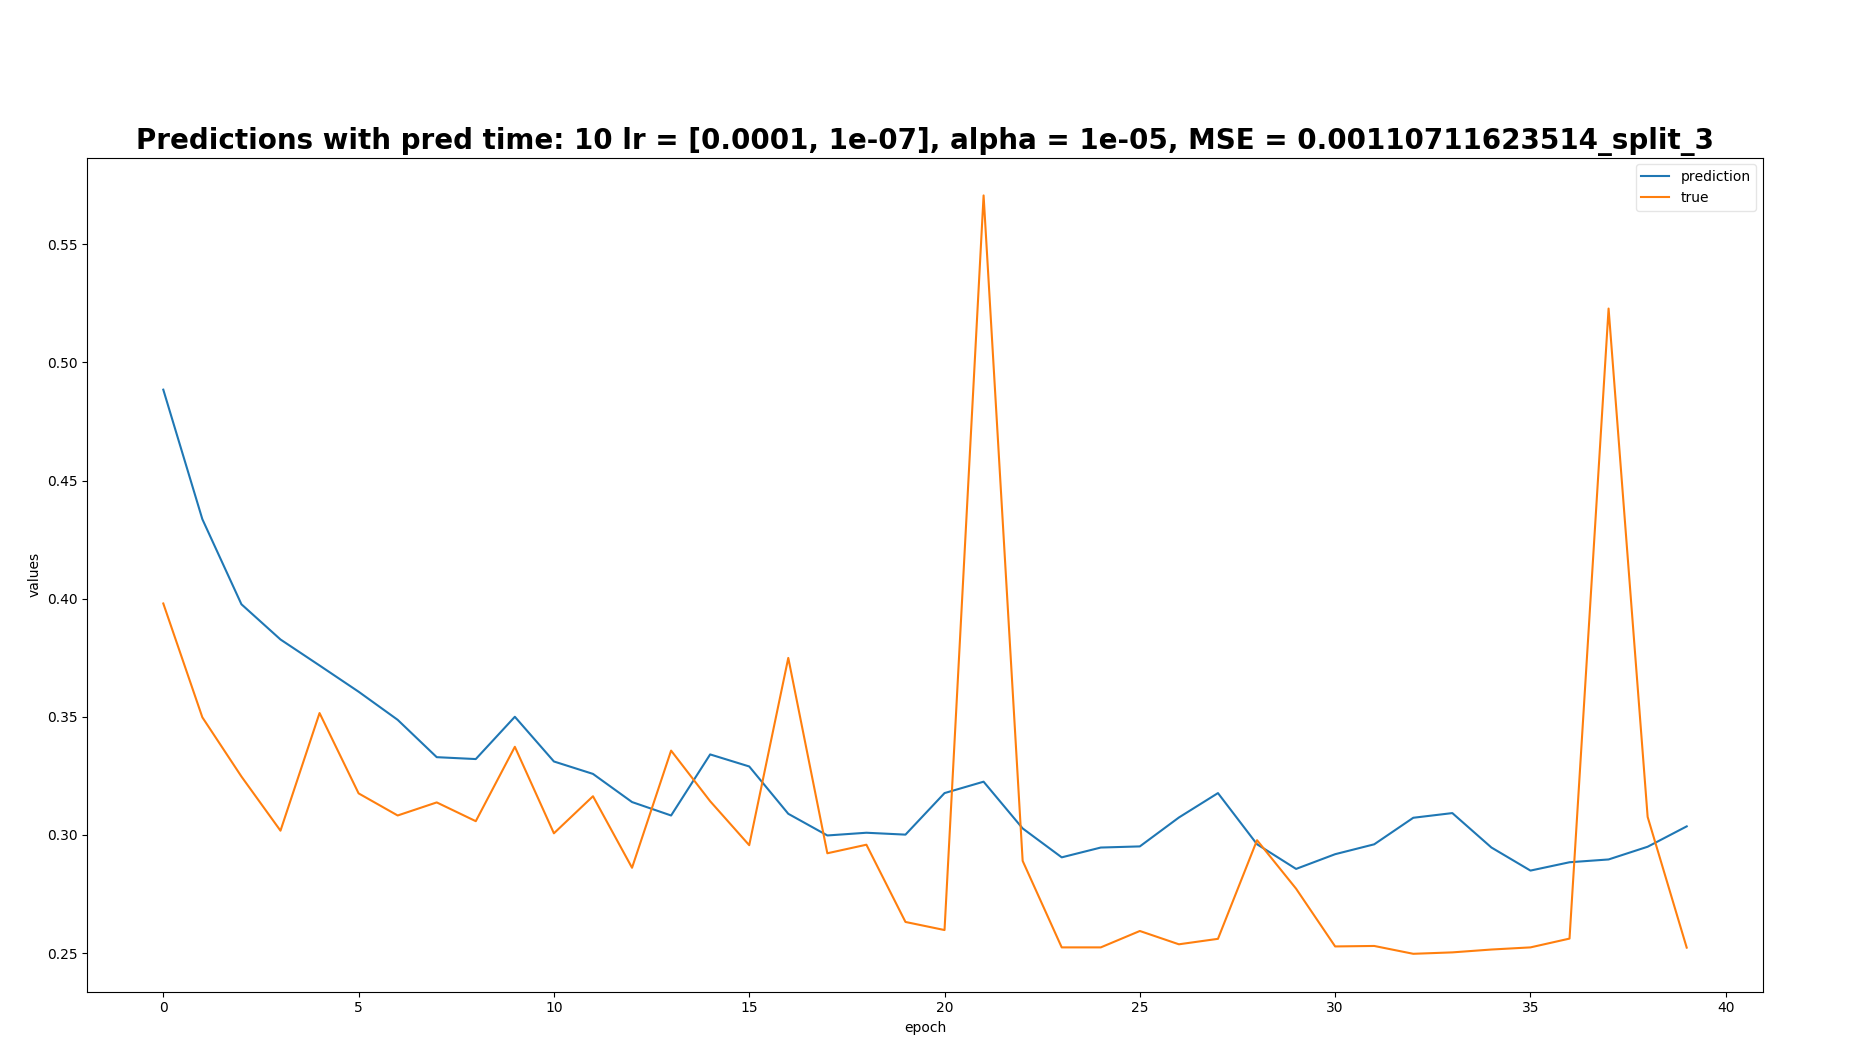 Predictions with pred time: 10 lr = [0.0001, 1e-07], alpha = 1e-05, MSE = 0.00110711623514_split_3
prediction
true
0.55
0.50
0.45
0.40
0.35
0.30
0.25
values
0 5 10 15 20 25 30 35 40
epoch